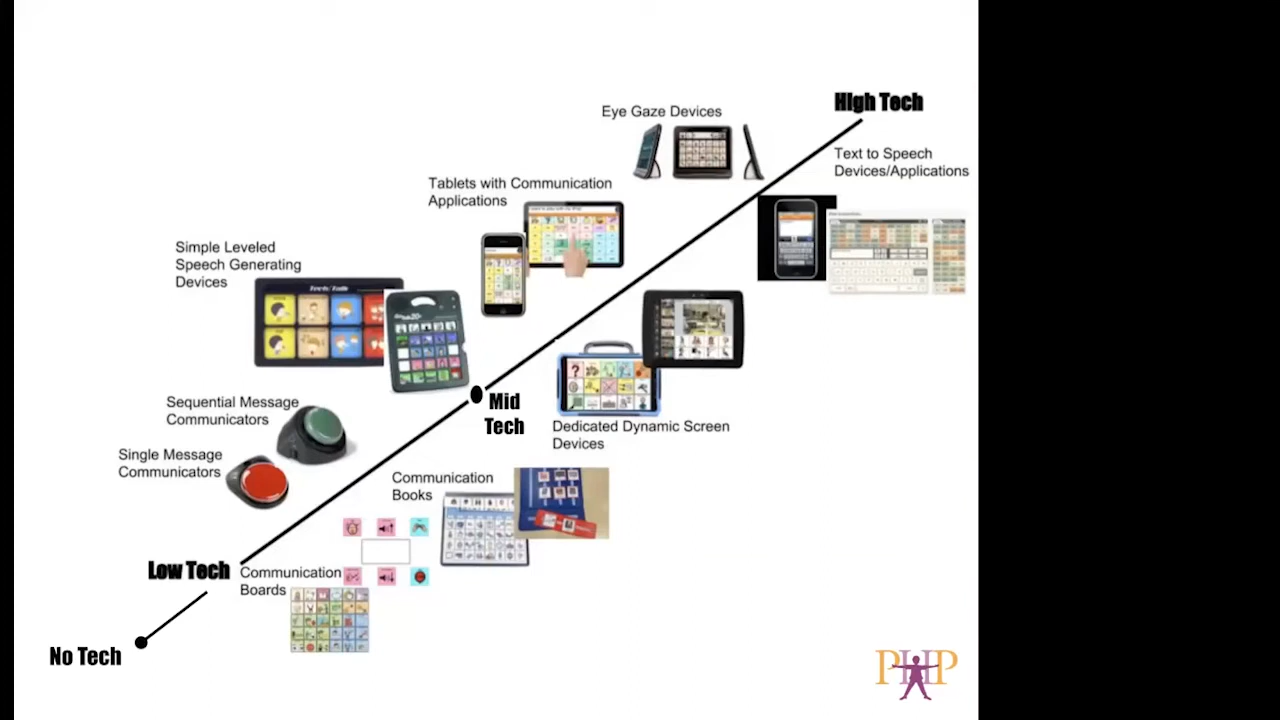 High Tech
Eye Gaze Devices
Text to Speech
Devices/Applications
Tablets with Communication
Applications
Simple Leveled
Speech Generating
Devices
Mid
Tech
Sequential Message
Communicators
Dedicated Dynamic Screen
Devices
Single Message
Communicators
Communication
Books
Low Tech
Communication
Boards
No Tech
PHP